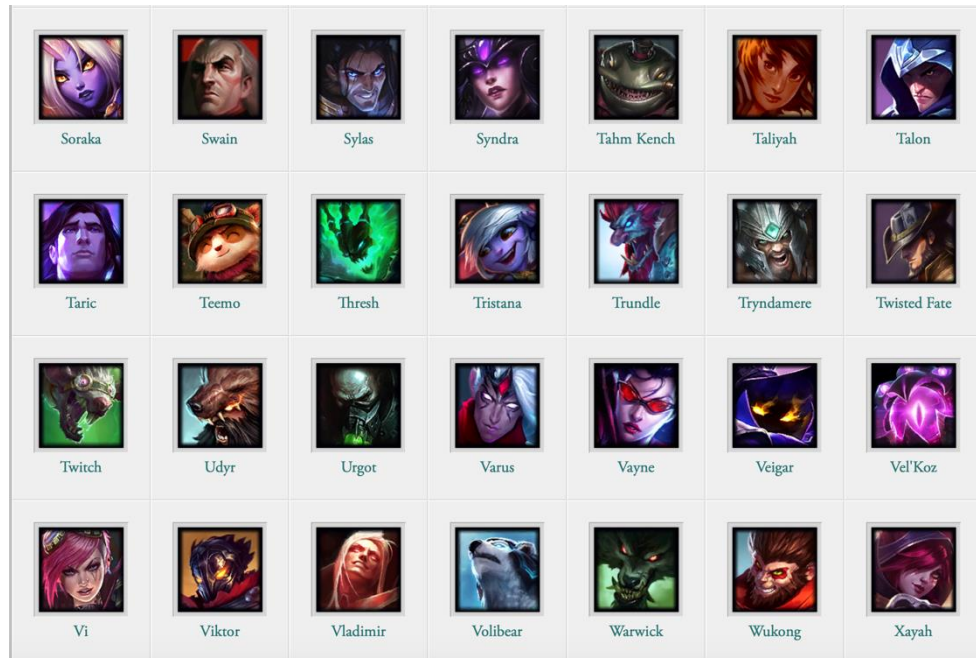 Soraka Swain Sylas Syndra Tahm Kench Taliyah Talon
Taric Teemo Thresh Tristana Trundle Tryndamere Twisted Fate
Twitch Udyr Urgot Varus Vayne Veigar Vel'Koz
Vi Viktor Vladimir Volibear Warwick Wukong Xayah